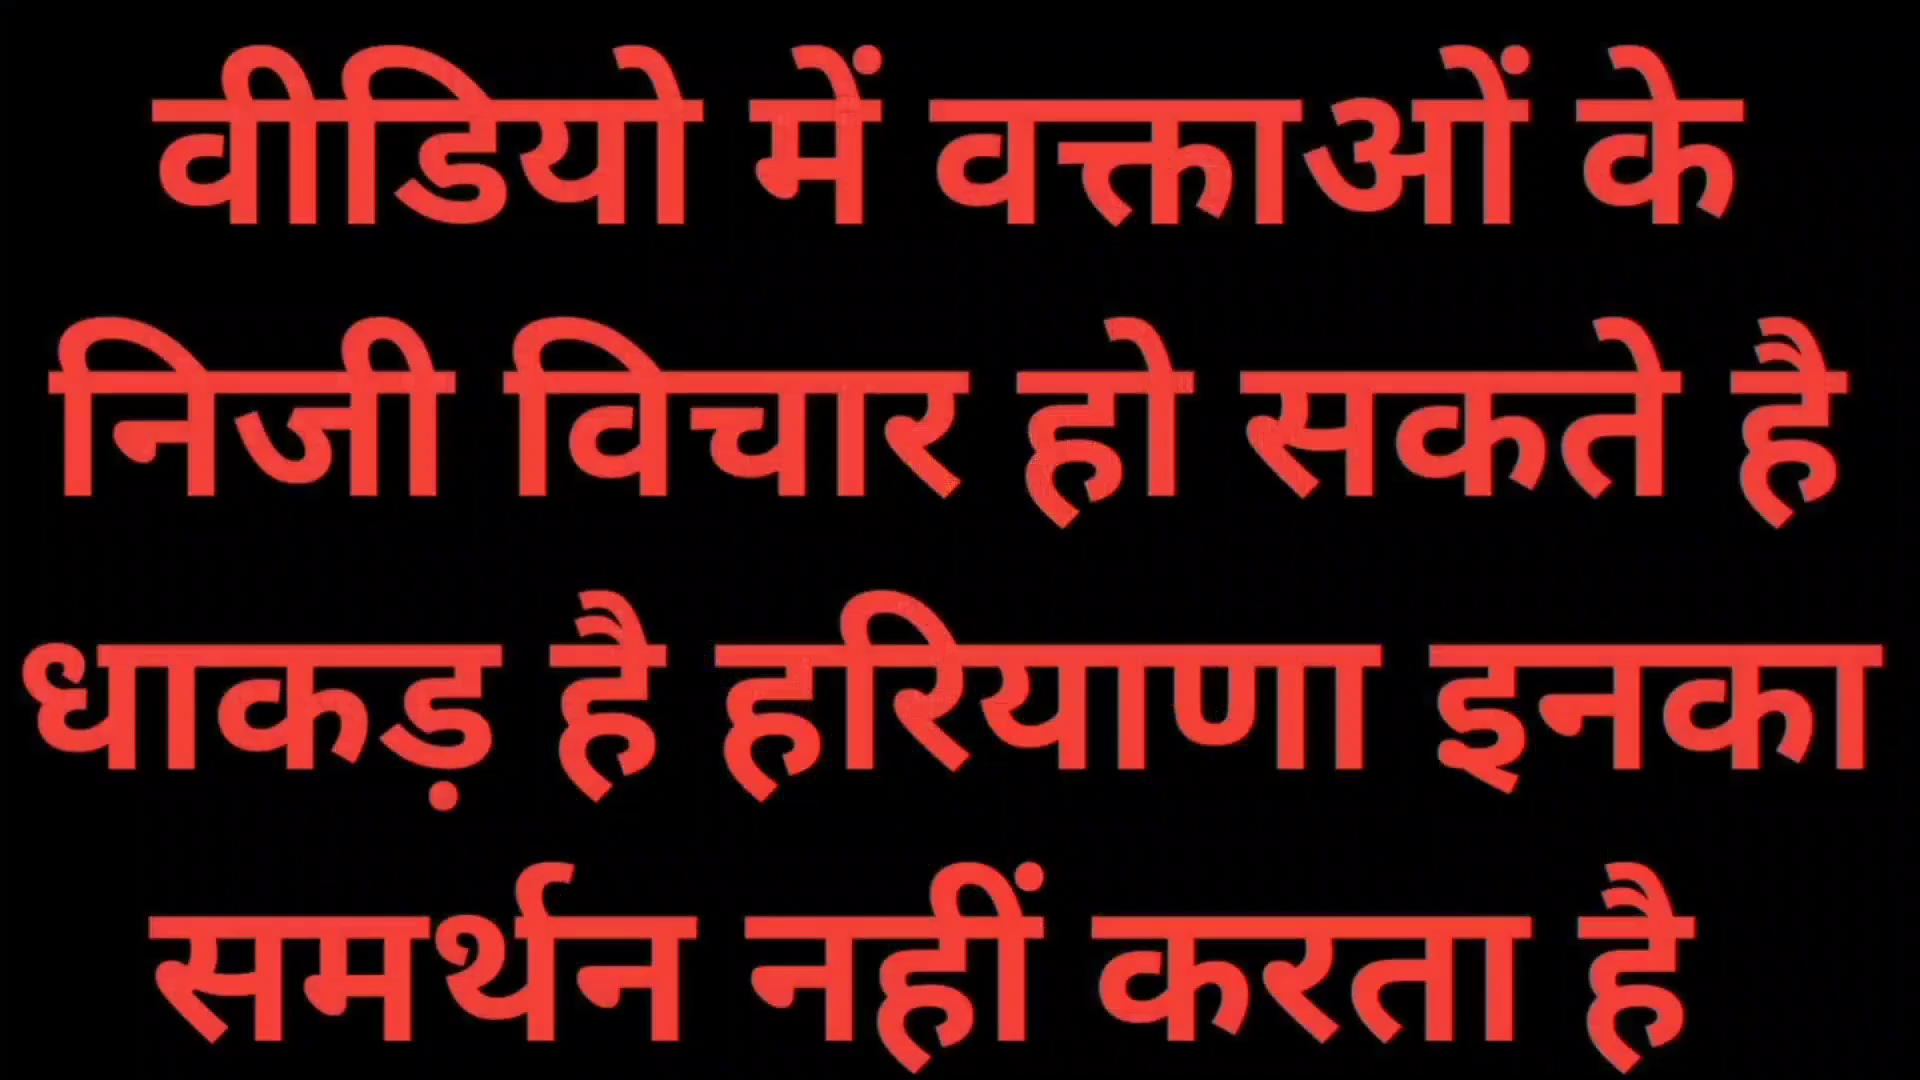 वीडियो में वक्ताओं के
निजी विचार हो सकते है
धाकड़ है हरियाणा इनका
समर्थन नहीं करता है